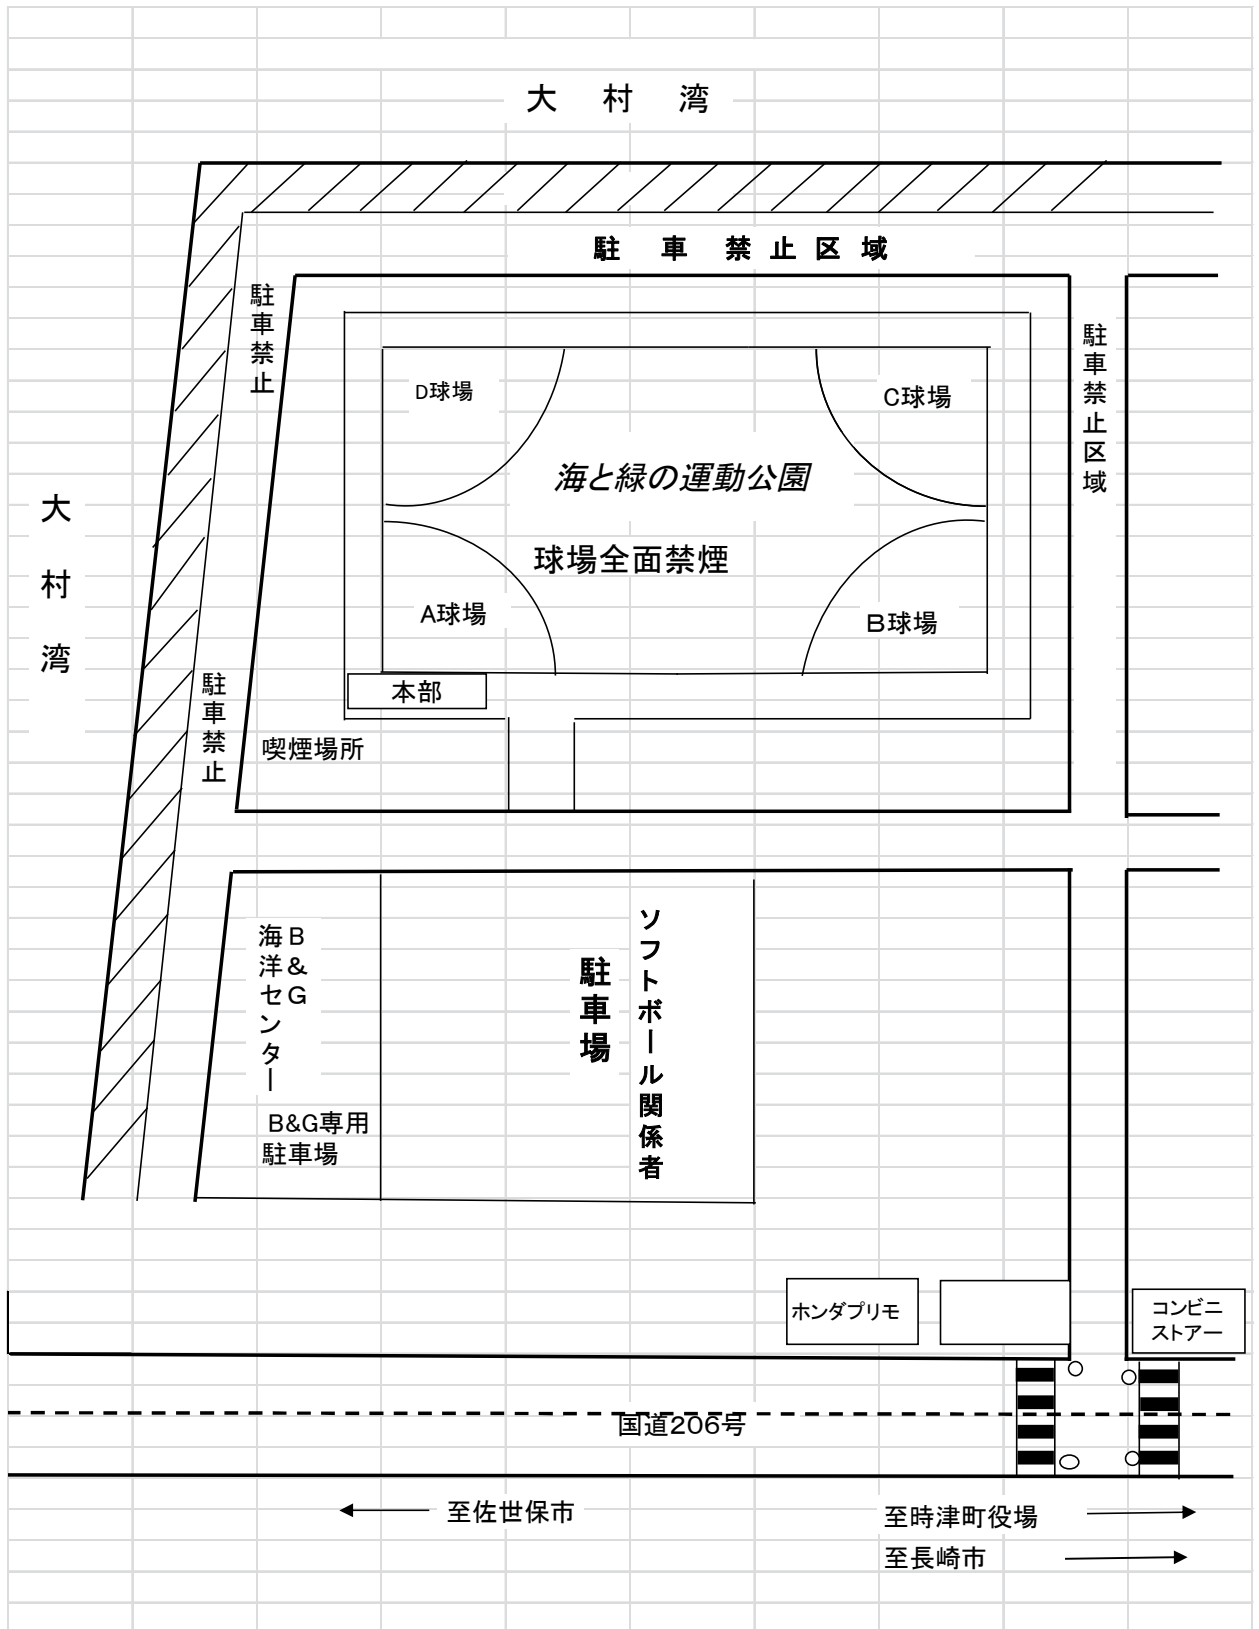 大村湾
駐車禁止区域
駐車禁止
駐車禁止区域
D球場
C球場
海と緑の運動公園
大村湾
球場全面禁煙
A球場
B球場
駐車禁止
本部
喫煙場所
B&G
海洋センター
ソフトボール関係者
駐車場
B&G専用
駐車場
ホンダプリモ
コンビニ
ストアー
国道206号
至佐世保市
至時津町役場
至長崎市